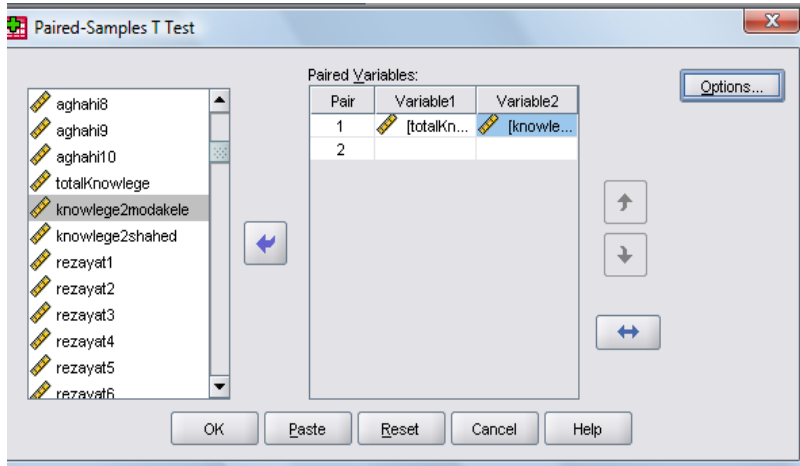 Paired-Samples T Test
X
Paired Variables:
Options...
aghahi8
aghahi9
aghahi10
totalKnowlege
knowlege2modakele
knowlege2shahed
rezayat1
rezayat2
rezayat3
rezayat4
rezayat5
rezayat6
Pair Variable1 Variable2
1 [totalKn... [knowle...
2
OK Paste Reset Cancel Help